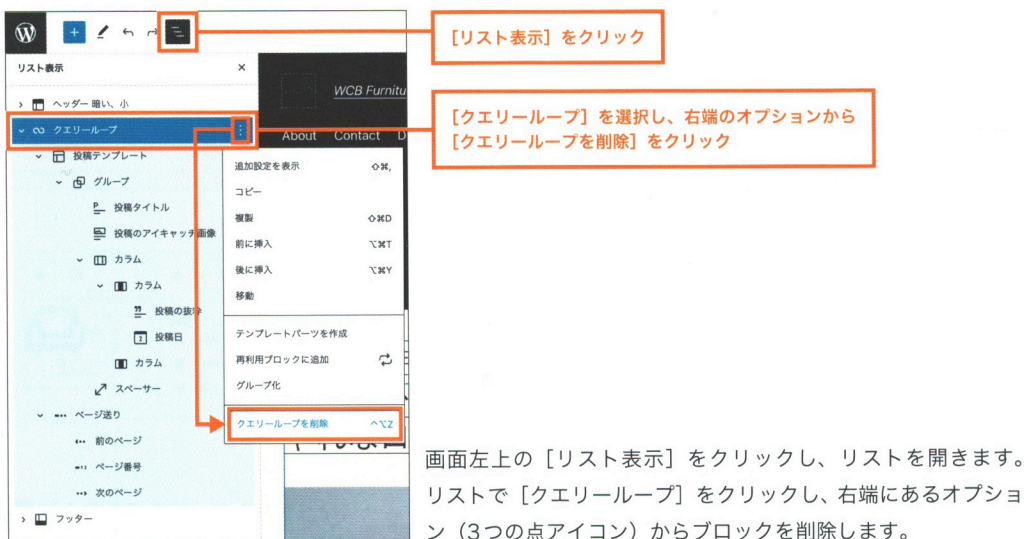 [リスト表示]をクリック
リスト表示
×
ヘッダー 暗い、小
WCB Furnitu
[クエリーループ]を選択し、右端のオプションから
[クエリーループを削除]をクリック
クエリーループ
About Contact D
投稿テンプレート
グループ
投稿タイトル
投稿のアイキャッチ画像
カラム
カラム
投稿の抜粋
投稿日
カラム
スペーサー
ページ送り
前のページ
ページ番号
次のページ
フッター
追加設定を表示 ⇧⌘,
コピー
複製 ⇧⌘D
前に挿入 ⌥⌘T
後に挿入 ⌥⌘Y
移動
テンプレートパーツを作成
再利用ブロックに追加
グループ化
クエリーループを削除 ^⌥Z
画面左上の[リスト表示]をクリックし、リストを開きます。
リストで[クエリーループ]をクリックし、右端にあるオプショ
ン(3つの点アイコン)からブロックを削除します。